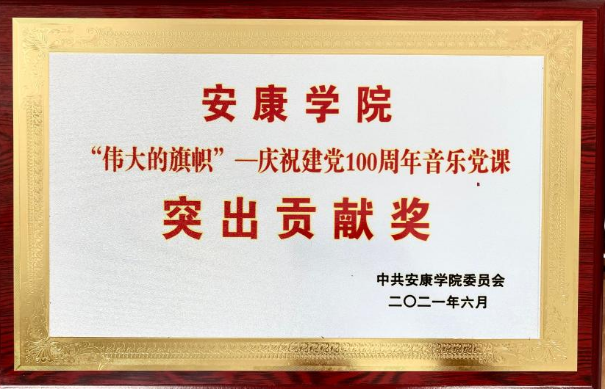 安康学院
“伟大的旗帜”—庆祝建党100周年音乐党课
突出贡献奖
中共安康学院委员会
二〇二一年六月